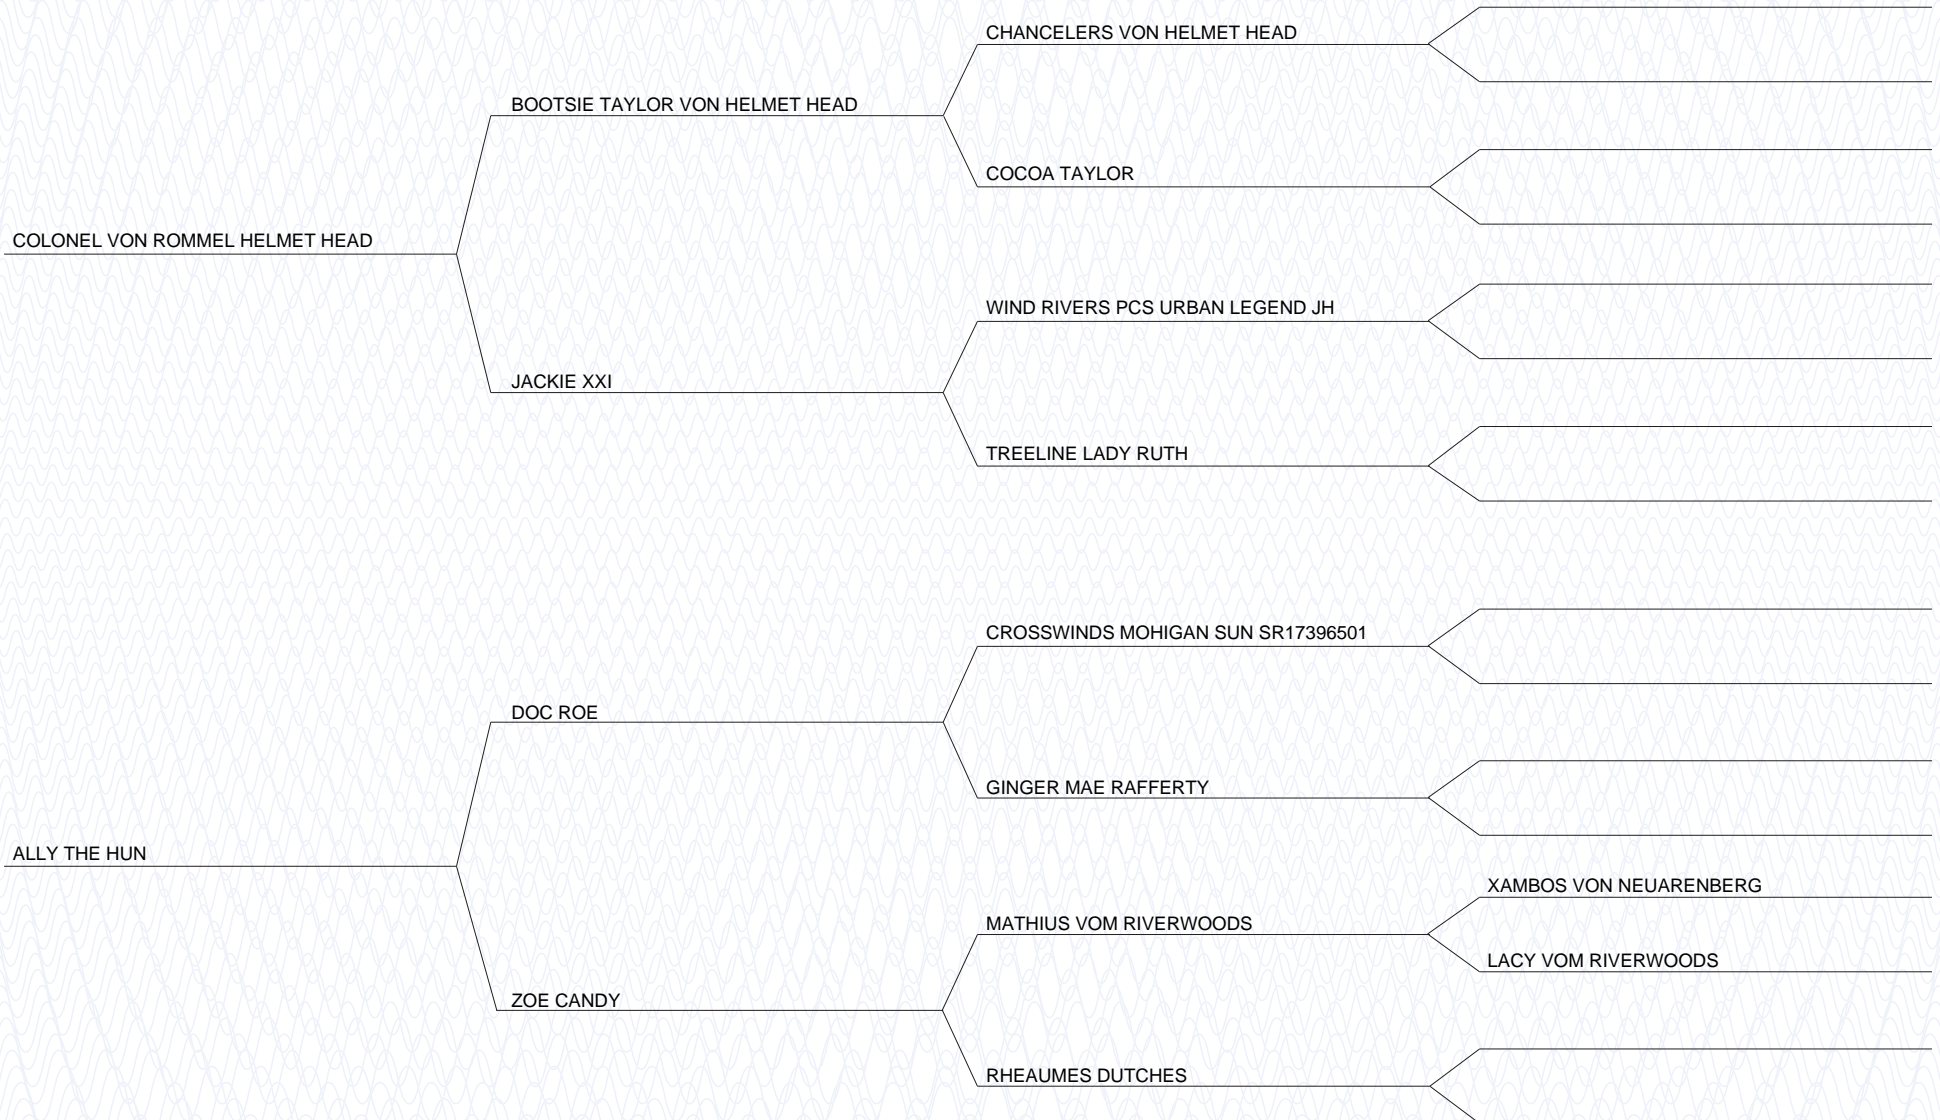 CHANCELERS VON HELMET HEAD
BOOTSIE TAYLOR VON HELMET HEAD
COCOA TAYLOR
COLONEL VON ROMMEL HELMET HEAD
WIND RIVERS PCS URBAN LEGEND JH
JACKIE XXI
TREELINE LADY RUTH
CROSSWINDS MOHIGAN SUN SR17396501
DOC ROE
GINGER MAE RAFFERTY
ALLY THE HUN
XAMBOS VON NEUARENBERG
MATHIUS VOM RIVERWOODS
LACY VOM RIVERWOODS
ZOE CANDY
RHEAUMES DUTCHES